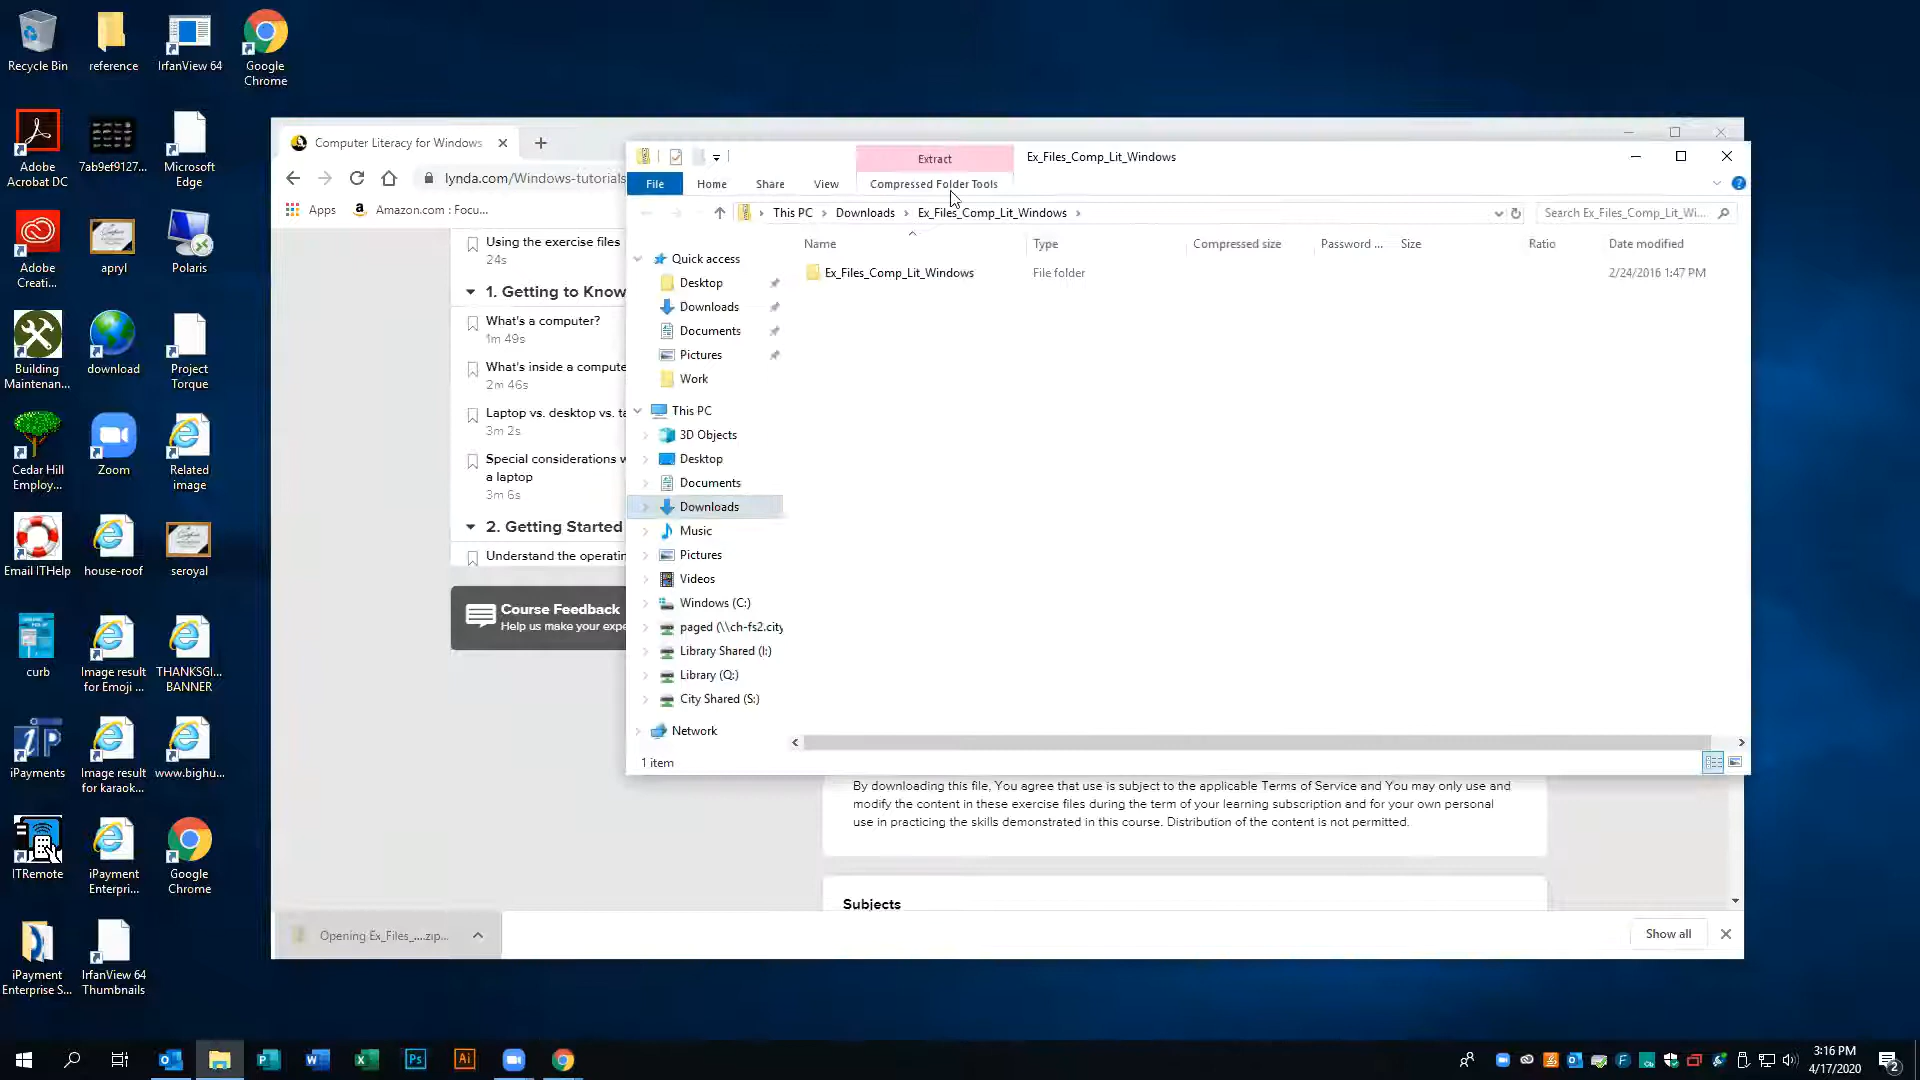 Recycle Bin
reference
IrfanView 64
Google
Chrome
Adobe
Acrobat DC
7ab9ef9127...
Microsoft
Edge
Adobe
Creati...
apryl
Polaris
Building
Maintenan...
download
Project
Torque
Cedar Hill
Employ...
Zoom
Related
image
Email ITHelp
house-roof
seroyal
curb
Image result
for Emoji ...
THANKSGI...
BANNER
iPayments
Image result
for karaok...
www.bighu...
ITRemote
iPayment
Enterpri...
Google
Chrome
iPayment
Enterprise S...
IrfanView 64
Thumbnails
Computer Literacy for Windows
lynda.com/Windows-tutorials
Apps
Amazon.com : Focu...
Using the exercise files
24s
1. Getting to Know
What's a computer?
1m 49s
What's inside a compute
2m 46s
Laptop vs. desktop vs. ta
3m 2s
Special considerations w
a laptop
3m 6s
2. Getting Started
Understand the operatin
Course Feedback
Help us make your expe
Extract
Ex_Files_Comp_Lit_Windows
File
Home
Share
View
Compressed Folder Tools
This PC
Downloads
Ex_Files_Comp_Lit_Windows
Search Ex_Files_Comp_Lit_Wi...
Name
Type
Compressed size
Password ...
Size
Ratio
Date modified
Ex_Files_Comp_Lit_Windows
File folder
2/24/2016 1:47 PM
Quick access
Desktop
Downloads
Documents
Pictures
Work
This PC
3D Objects
Desktop
Documents
Downloads
Music
Pictures
Videos
Windows (C:)
paged (\\ch-fs2.city
Library Shared (I:)
Library (Q:)
City Shared (S:)
Network
1 item
By downloading this file, You agree that use is subject to the applicable Terms of Service and You may only use and
modify the content in these exercise files during the term of your learning subscription and for your own personal
use in practicing the skills demonstrated in this course. Distribution of the content is not permitted.
Subjects
Opening Ex_Files_....zip...
Show all
Ps
Ai
3:16 PM
4/17/2020
2